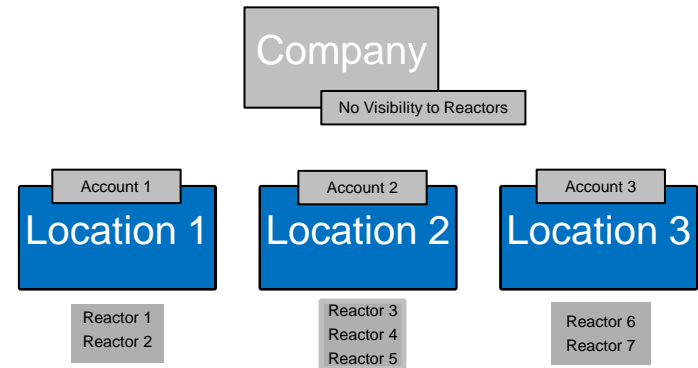 Company
No Visibility to Reactors
Account 1
Location 1
Reactor 1
Reactor 2
Account 2
Location 2
Reactor 3
Reactor 4
Reactor 5
Account 3
Location 3
Reactor 6
Reactor 7